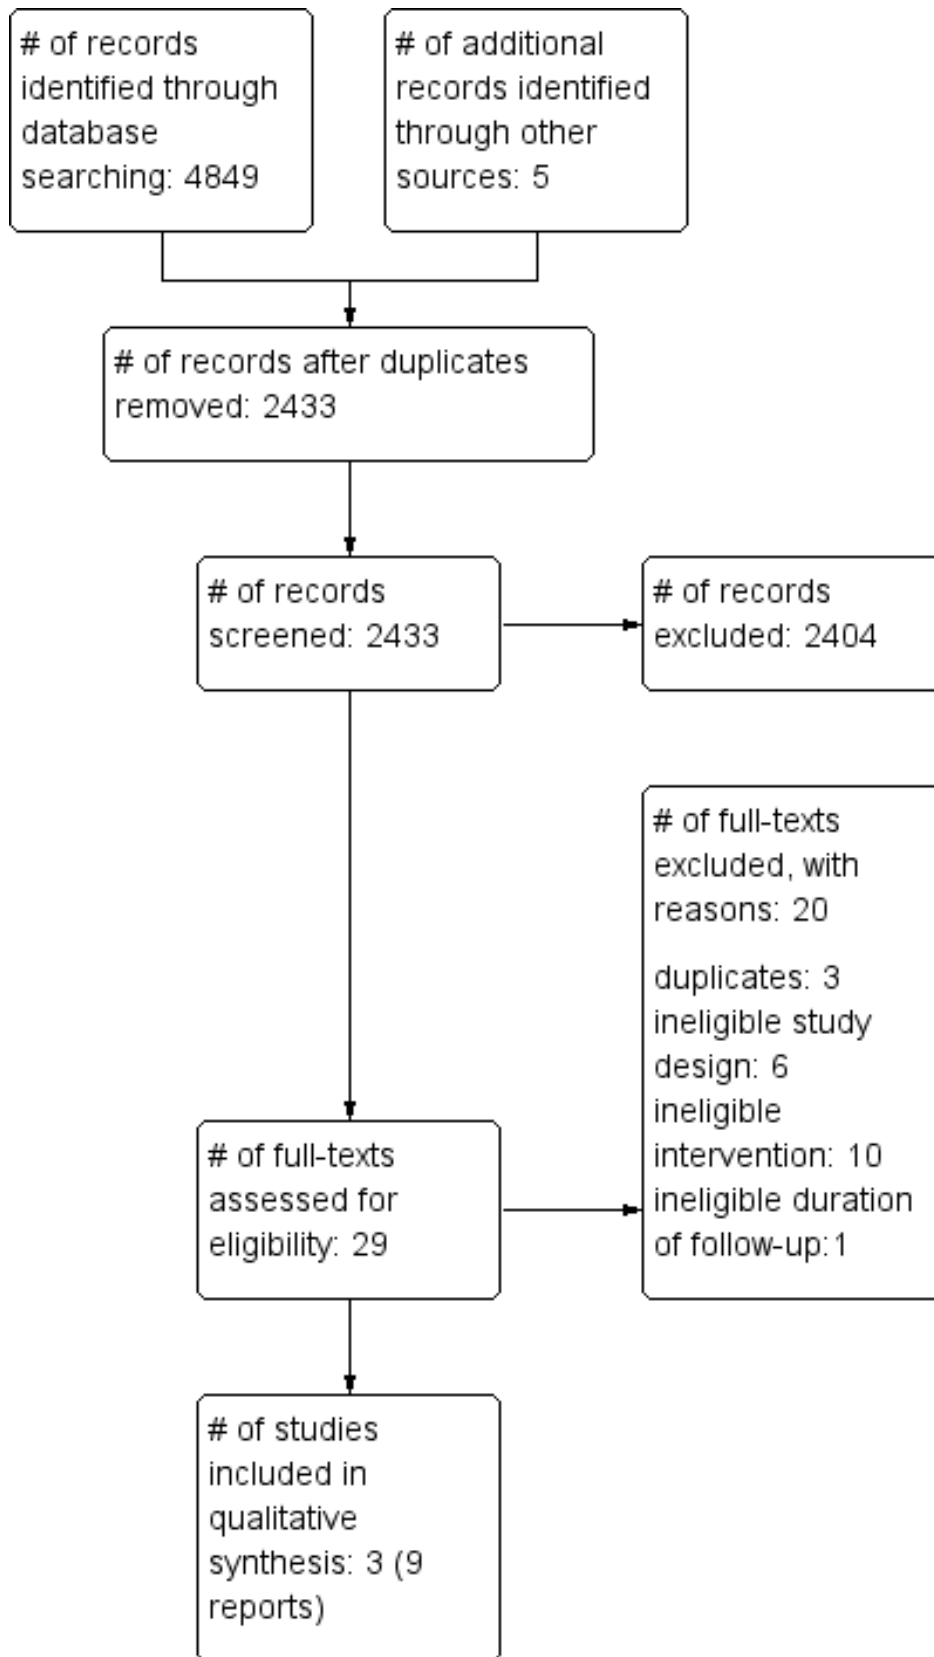 # of records
identified through
database
searching: 4849
# of additional
records identified
through other
sources: 5
# of records after duplicates
removed: 2433
# of records
screened: 2433
# of records
excluded: 2404
# of full-texts
excluded, with
reasons: 20
duplicates: 3
ineligible study
design: 6
ineligible
intervention: 10
ineligible duration
of follow-up:1
# of full-texts
assessed for
eligibility: 29
# of studies
included in
qualitative
synthesis: 3 (9
reports)